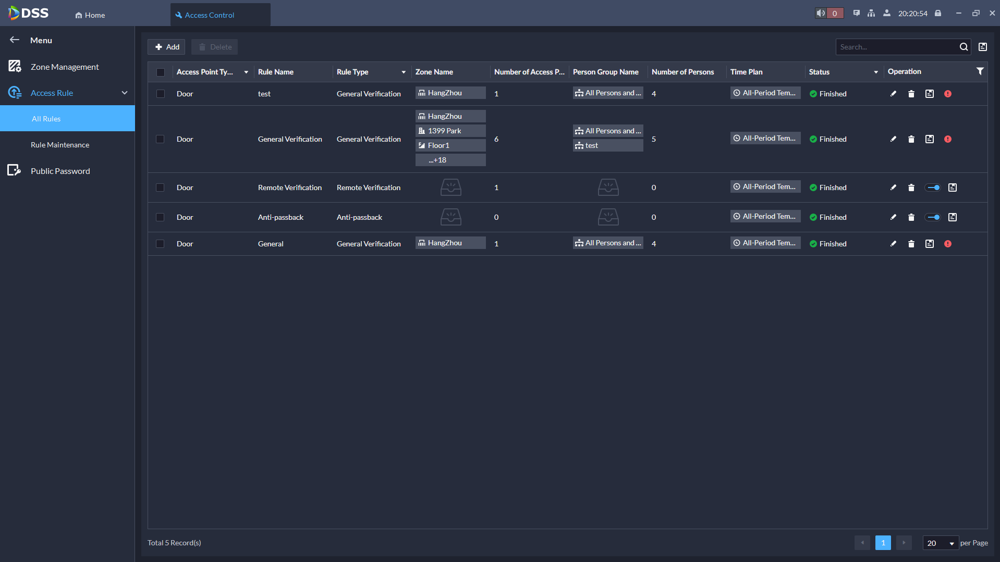 DSS
Home
Access Control
0
20:20:54
Menu
Zone Management
Access Rule
All Rules
Rule Maintenance
Public Password
Add
Delete
Search...
Access Point Ty... Rule Name Rule Type Zone Name Number of Access P... Person Group Name Number of Persons Time Plan Status Operation
Door test General Verification HangZhou 1 All Persons and ... 4 All-Period Tem... Finished
Door General Verification General Verification HangZhou 6 All Persons and ... 5 All-Period Tem... Finished
1399 Park
test
Floor1
...+18
Door Remote Verification Remote Verification 1 0 All-Period Tem... Finished
Door Anti-passback Anti-passback 0 0 All-Period Tem... Finished
Door General General Verification HangZhou 1 All Persons and ... 4 All-Period Tem... Finished
Total 5 Record(s)
1
20
per Page